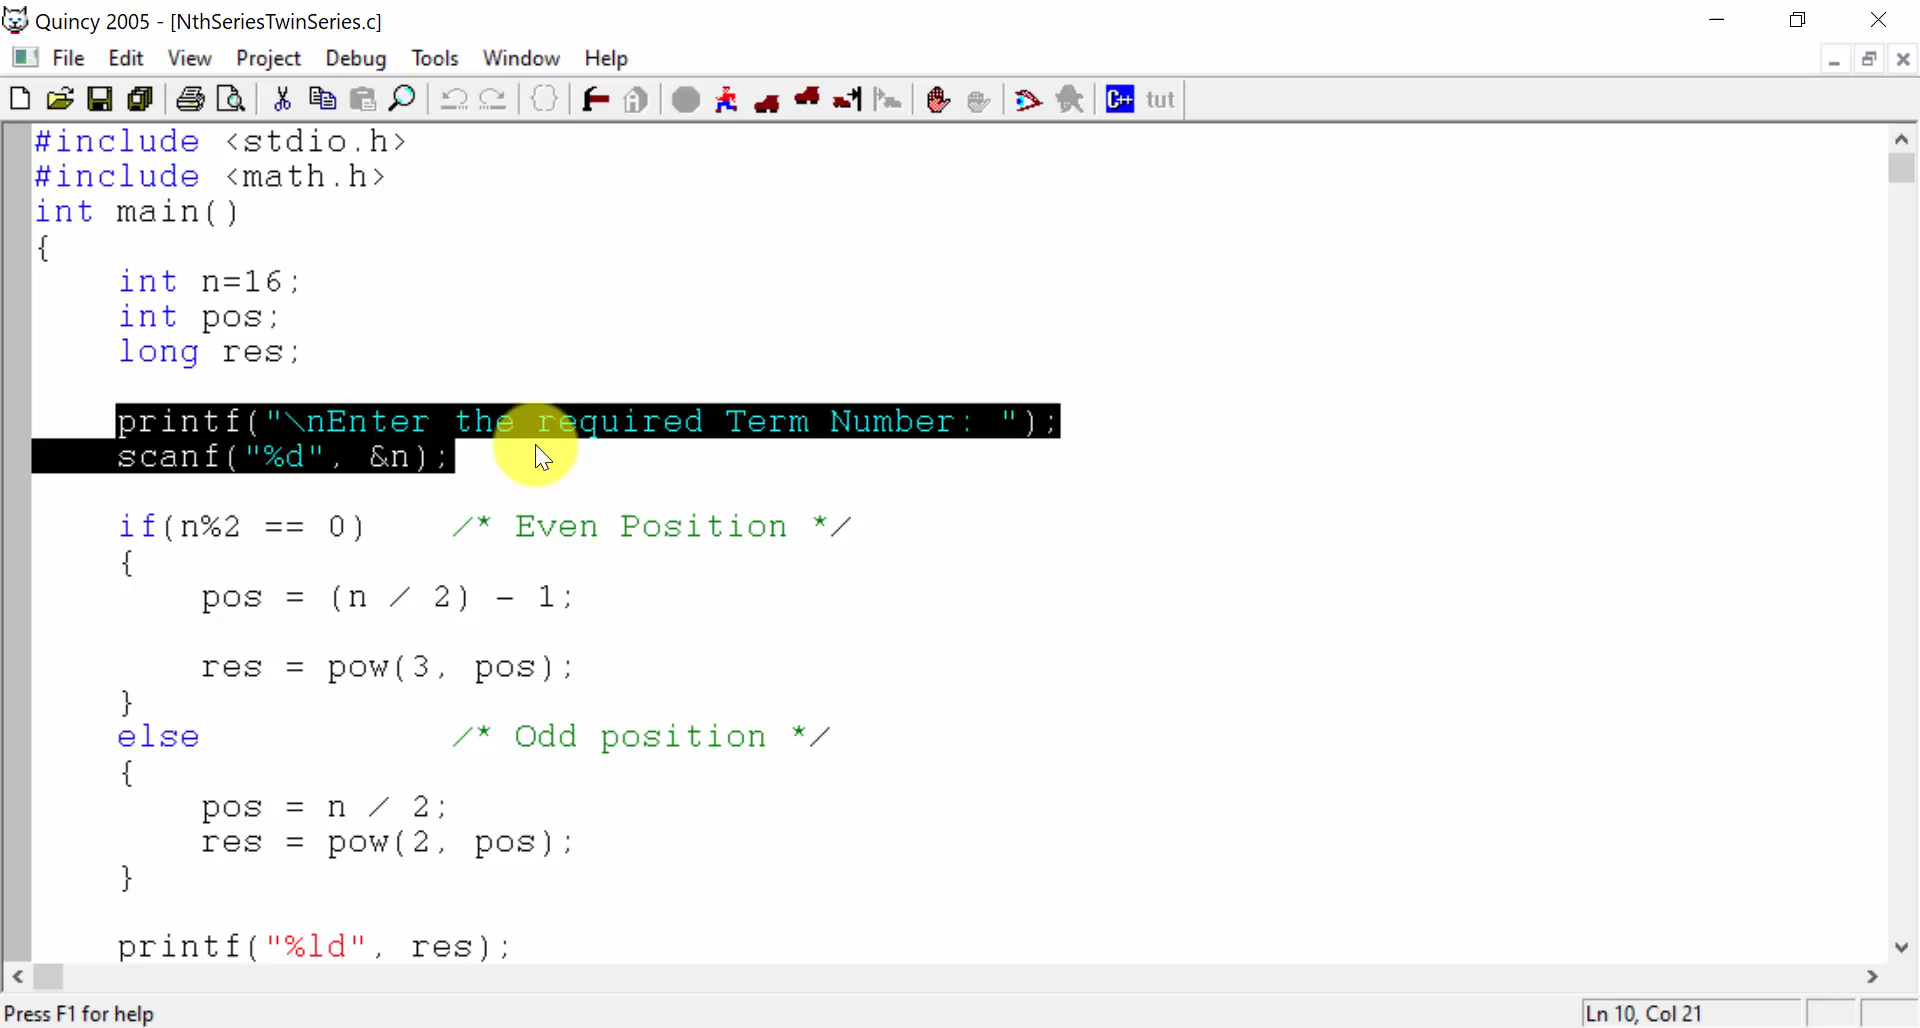 Quincy 2005 - [NthSeriesTwinSeries.c]
File Edit View Project Debug Tools Window Help
C++ tut
#include <stdio.h>
#include <math.h>
int main()
{
    int n=16;
    int pos;
    long res;
    printf("\nEnter the required Term Number: ");
    scanf("%d", &n);
    if(n%2 == 0)    /* Even Position */
    {
        pos = (n / 2) - 1;
        res = pow(3, pos);
    }
    else            /* Odd position */
    {
        pos = n / 2;
        res = pow(2, pos);
    }
    printf("%ld", res);
Press F1 for help
Ln 10, Col 21